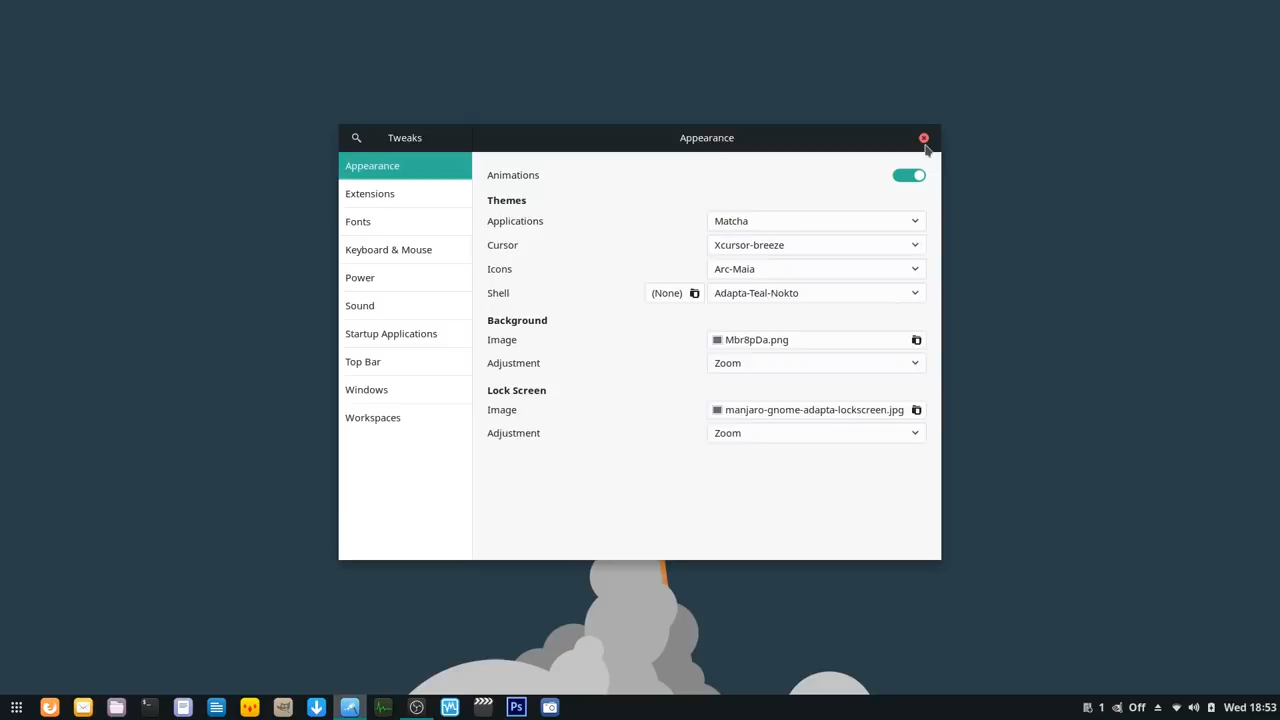 Tweaks
Appearance
Appearance
Extensions
Fonts
Keyboard & Mouse
Power
Sound
Startup Applications
Top Bar
Windows
Workspaces
Animations
Themes
Applications Matcha
Cursor Xcursor-breeze
Icons Arc-Maia
Shell (None) Adapta-Teal-Nokto
Background
Image Mbr8pDa.png
Adjustment Zoom
Lock Screen
Image manjaro-gnome-adapta-lockscreen.jpg
Adjustment Zoom
Ps
1 Off Wed 18:53